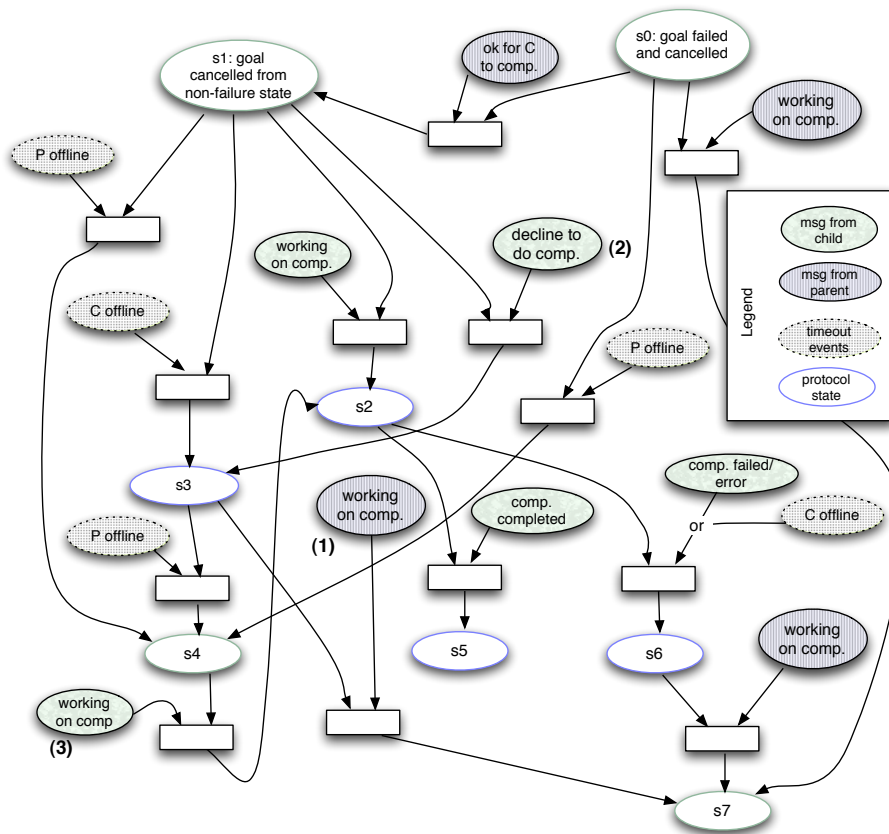 s1: goal
cancelled from
non-failure state
ok for C
to comp.
s0: goal failed
and cancelled
working
on comp.
P offline
working
on comp.
decline to
do comp.
(2)
Legend
msg from
child
msg from
parent
timeout
events
protocol
state
C offline
P offline
s2
s3
working
on comp.
(1)
comp.
completed
comp. failed/
error
or
C offline
P offline
s4
s5
s6
working
on comp.
working
on comp
(3)
s7